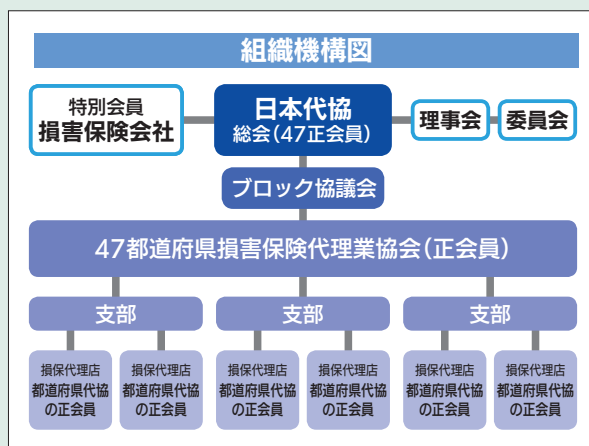 組織機構図
特別会員
損害保険会社
日本代協
総会(47正会員)
理事会
委員会
ブロック協議会
47都道府県損害保険代理業協会(正会員)
支部
支部
支部
損保代理店
都道府県代協
の正会員
損保代理店
都道府県代協
の正会員
損保代理店
都道府県代協
の正会員
損保代理店
都道府県代協
の正会員
損保代理店
都道府県代協
の正会員
損保代理店
都道府県代協
の正会員